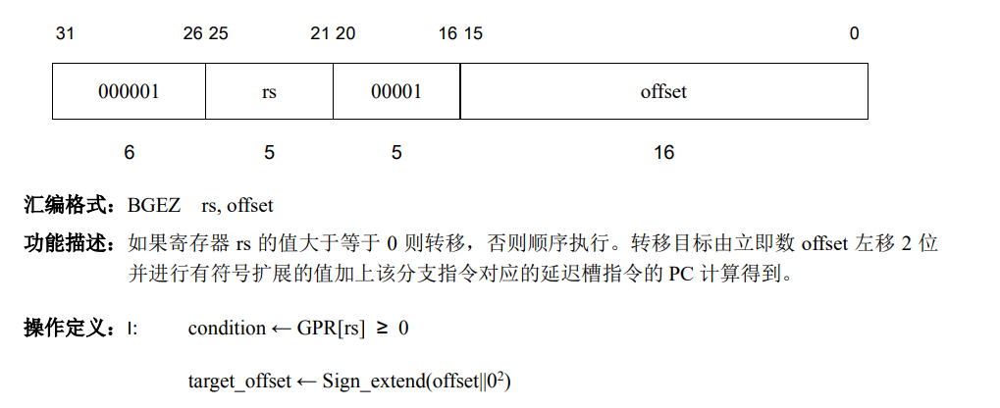 31 26 25 21 20 16 15 0
000001 rs 00001 offset
6 5 5 16
汇编格式：BGEZ rs, offset
功能描述：如果寄存器 rs 的值大于等于 0 则转移，否则顺序执行。转移目标由立即数 offset 左移 2 位
并进行有符号扩展的值加上该分支指令对应的延迟槽指令的 PC 计算得到。
操作定义：I: condition ← GPR[rs] ≥ 0
target_offset ← Sign_extend(offset||0²)